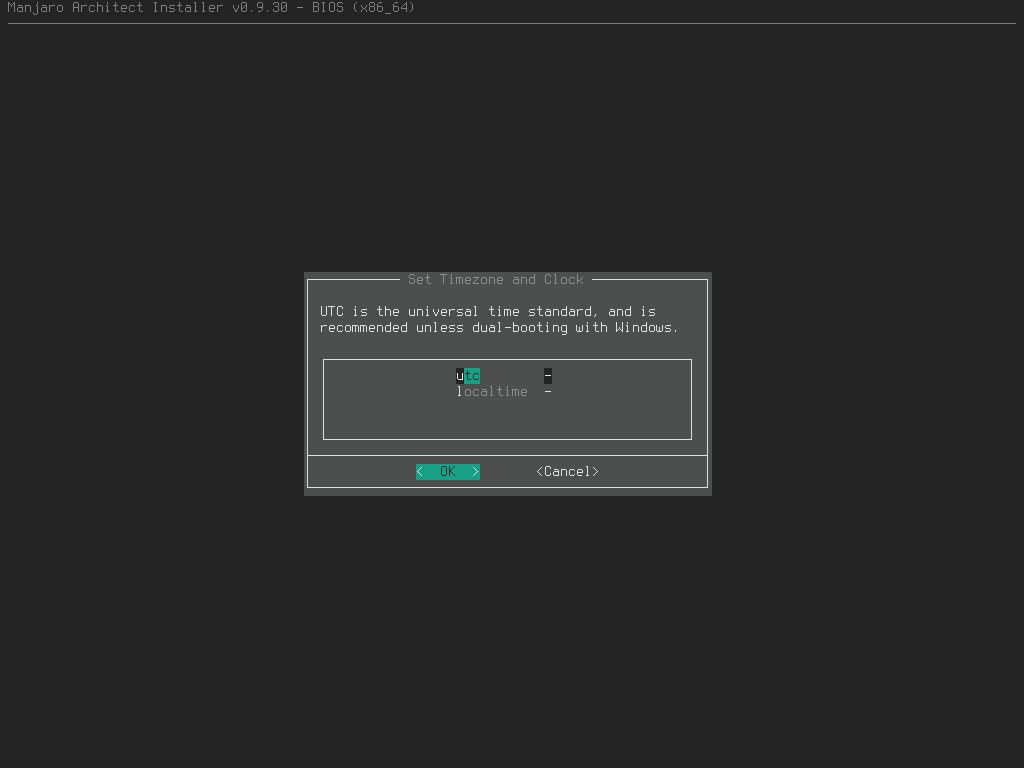 Manjaro Architect Installer v0.9.30 - BIOS (x86_64)
Set Timezone and Clock
UTC is the universal time standard, and is
recommended unless dual-booting with Windows.
utc -
localtime -
< OK > <Cancel>